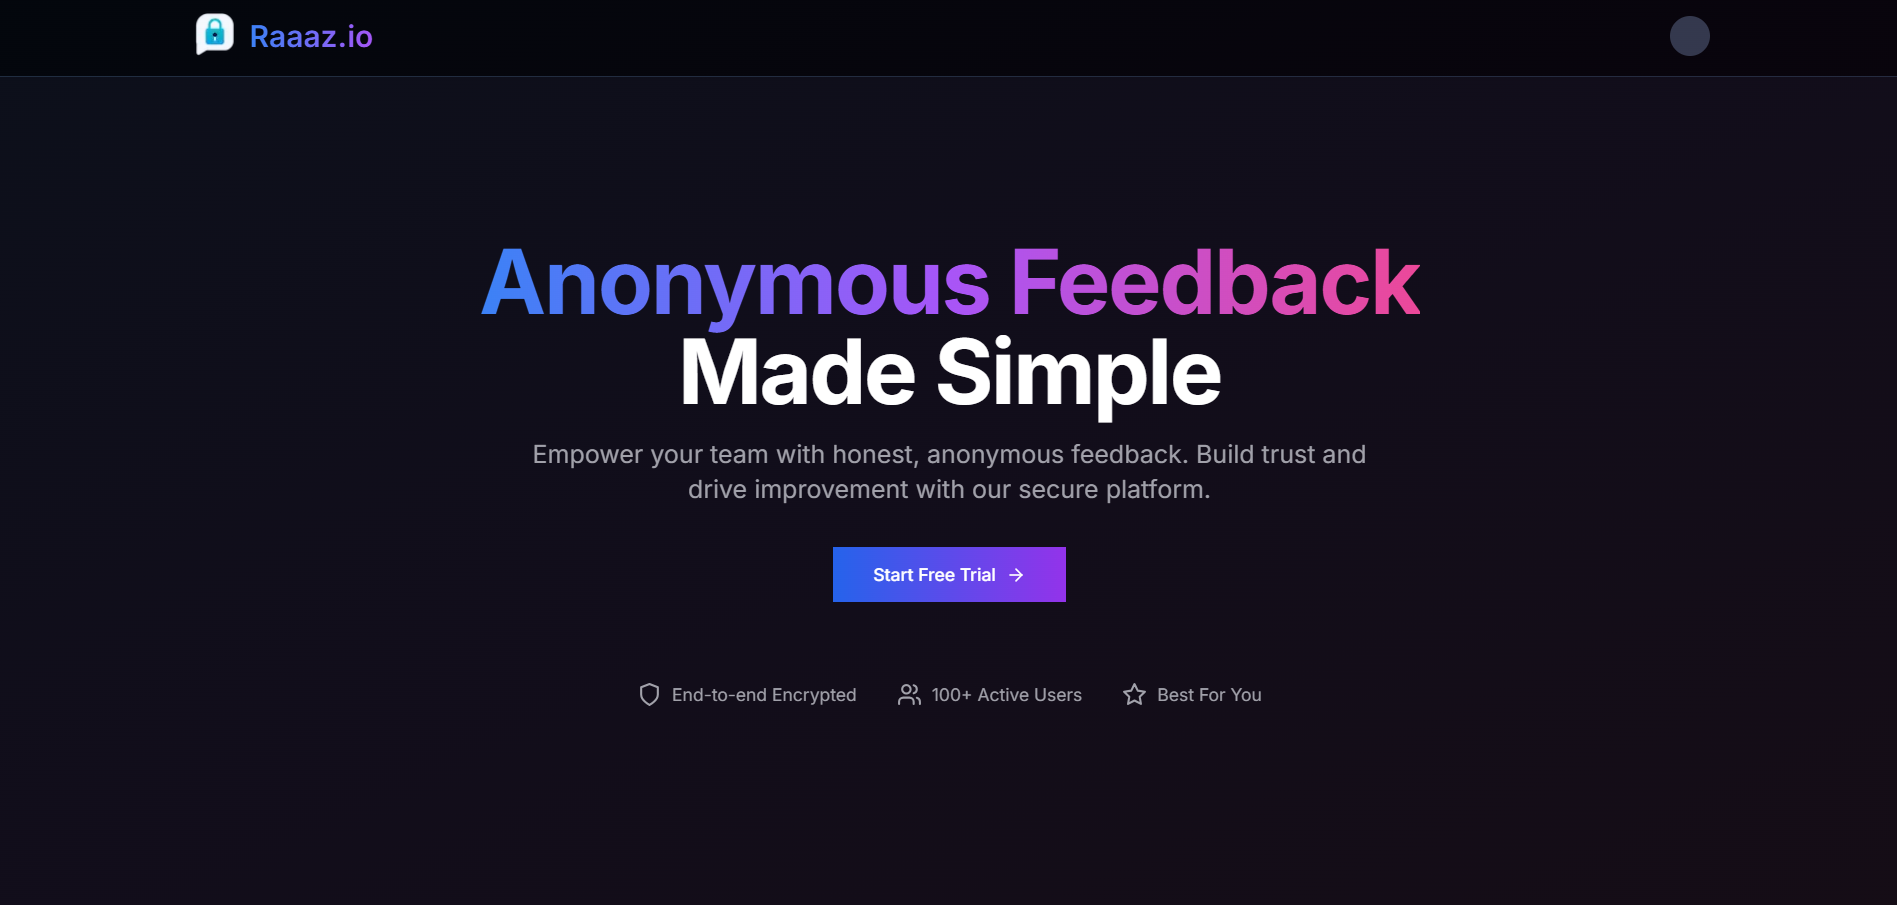 Raaaz.io
Anonymous Feedback
Made Simple
Empower your team with honest, anonymous feedback. Build trust and
drive improvement with our secure platform.
Start Free Trial
End-to-end Encrypted
100+ Active Users
Best For You